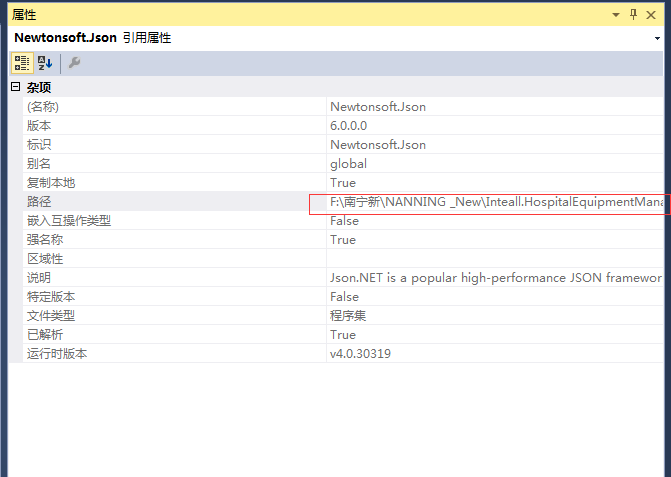 属性
Newtonsoft.Json 引用属性
杂项
(名称) Newtonsoft.Json
版本 6.0.0.0
标识 Newtonsoft.Json
别名 global
复制本地 True
路径 F:\南宁新\NANNING _New\Inteall.HospitalEquipmentMana
嵌入互操作类型 False
强名称 True
区域性
说明 Json.NET is a popular high-performance JSON framewor
特定版本 False
文件类型 程序集
已解析 True
运行时版本 v4.0.30319